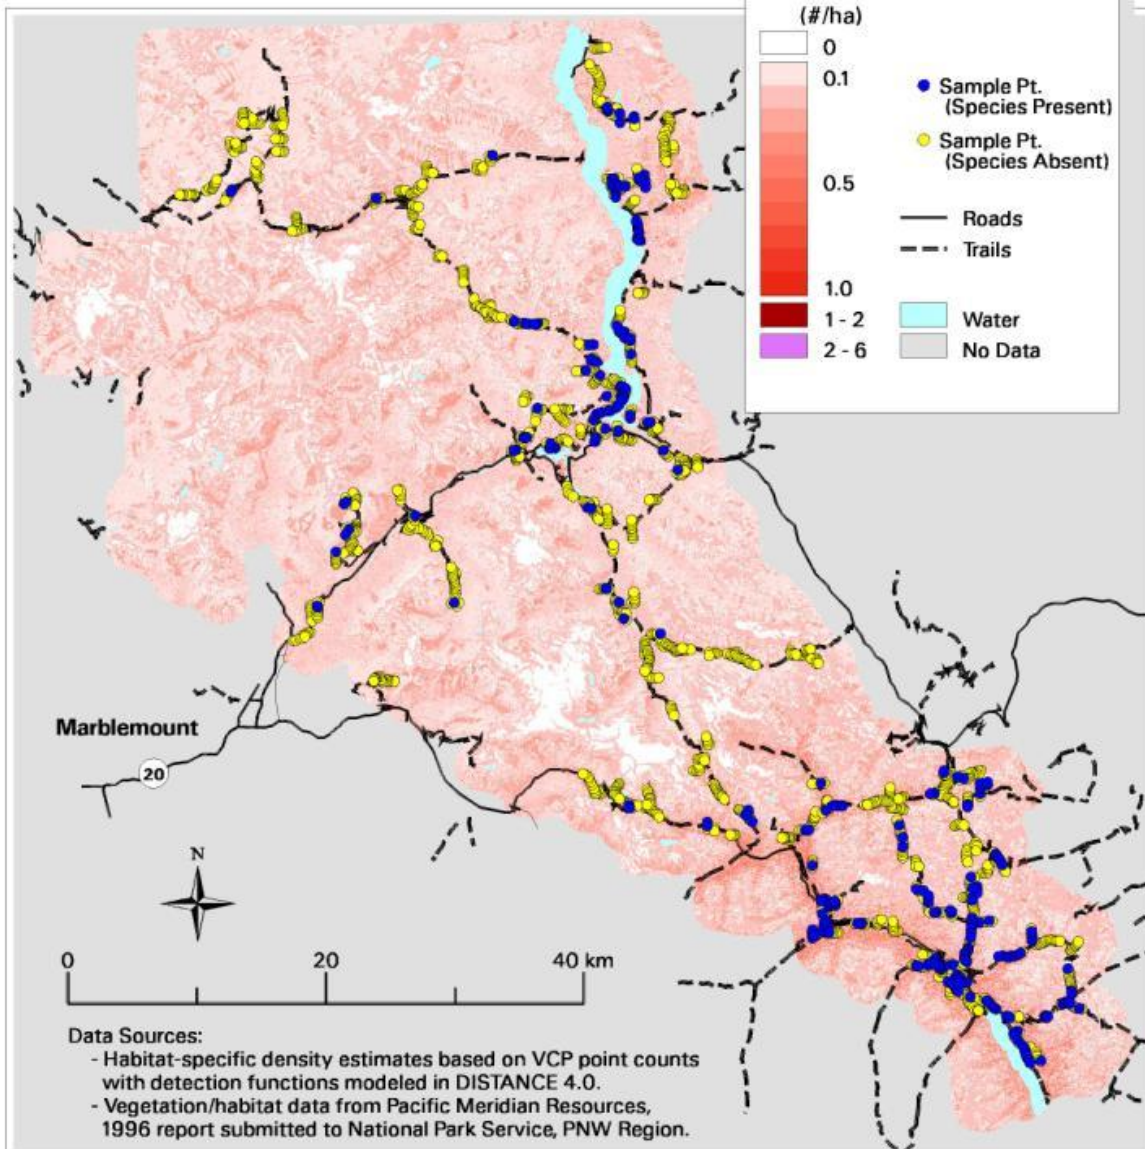 (#/ha)
0
0.1
0.5
1.0
1 - 2
2 - 6
Sample Pt.
(Species Present)
Sample Pt.
(Species Absent)
Roads
Trails
Water
No Data
Marblemount
20
N
0 20 40 km
Data Sources:
- Habitat-specific density estimates based on VCP point counts
with detection functions modeled in DISTANCE 4.0.
- Vegetation/habitat data from Pacific Meridian Resources,
1996 report submitted to National Park Service, PNW Region.